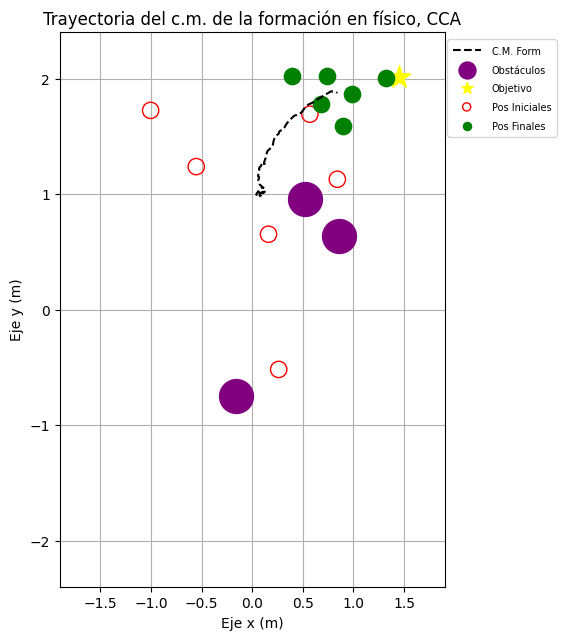 Trayectoria del c.m. de la formación en físico, CCA
C.M. Form
Obstáculos
Objetivo
Pos Iniciales
Pos Finales
Eje y (m)
2
1
0
−1
−2
−1.5 −1.0 −0.5 0.0 0.5 1.0 1.5
Eje x (m)